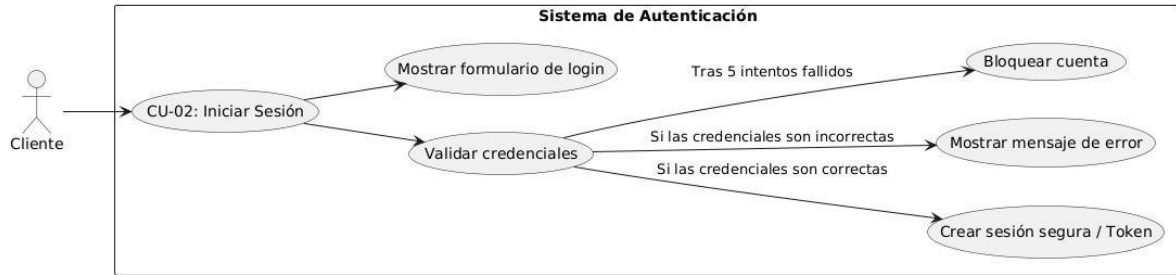 Sistema de Autenticación
Cliente
CU-02: Iniciar Sesión
Mostrar formulario de login
Validar credenciales
Tras 5 intentos fallidos
Bloquear cuenta
Si las credenciales son incorrectas
Mostrar mensaje de error
Si las credenciales son correctas
Crear sesión segura / Token